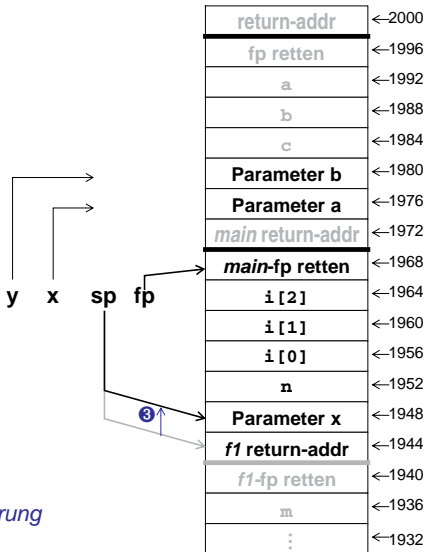 return-addr ←2000
fp retten ←1996
a ←1992
b ←1988
c ←1984
Parameter b ←1980
Parameter a ←1976
main return-addr ←1972
main-fp retten ←1968
y x sp fp
i[2] ←1964
i[1] ←1960
i[0] ←1956
n ←1952
❸ Parameter x ←1948
f1 return-addr ←1944
f1-fp retten ←1940
rung
m ←1936
⋮ ←1932